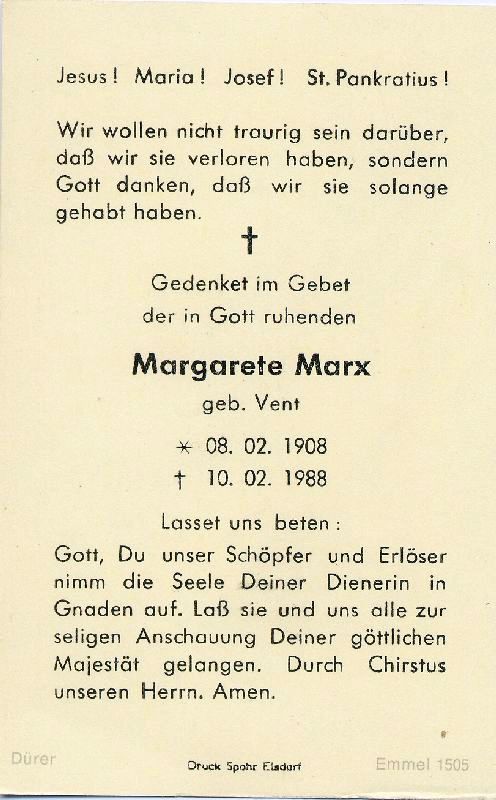 Jesus! Maria! Josef! St. Pankratius!
Wir wollen nicht traurig sein darüber,
daß wir sie verloren haben, sondern
Gott danken, daß wir sie solange
gehabt haben.
†
Gedenket im Gebet
der in Gott ruhenden
Margarete Marx
geb. Vent
* 08. 02. 1908
† 10. 02. 1988
Lasset uns beten:
Gott, Du unser Schöpfer und Erlöser
nimm die Seele Deiner Dienerin in
Gnaden auf. Laß sie und uns alle zur
seligen Anschauung Deiner göttlichen
Majestät gelangen. Durch Chirstus
unseren Herrn. Amen.
Dürer
Druck Spohr Elsdorf
Emmel 1505